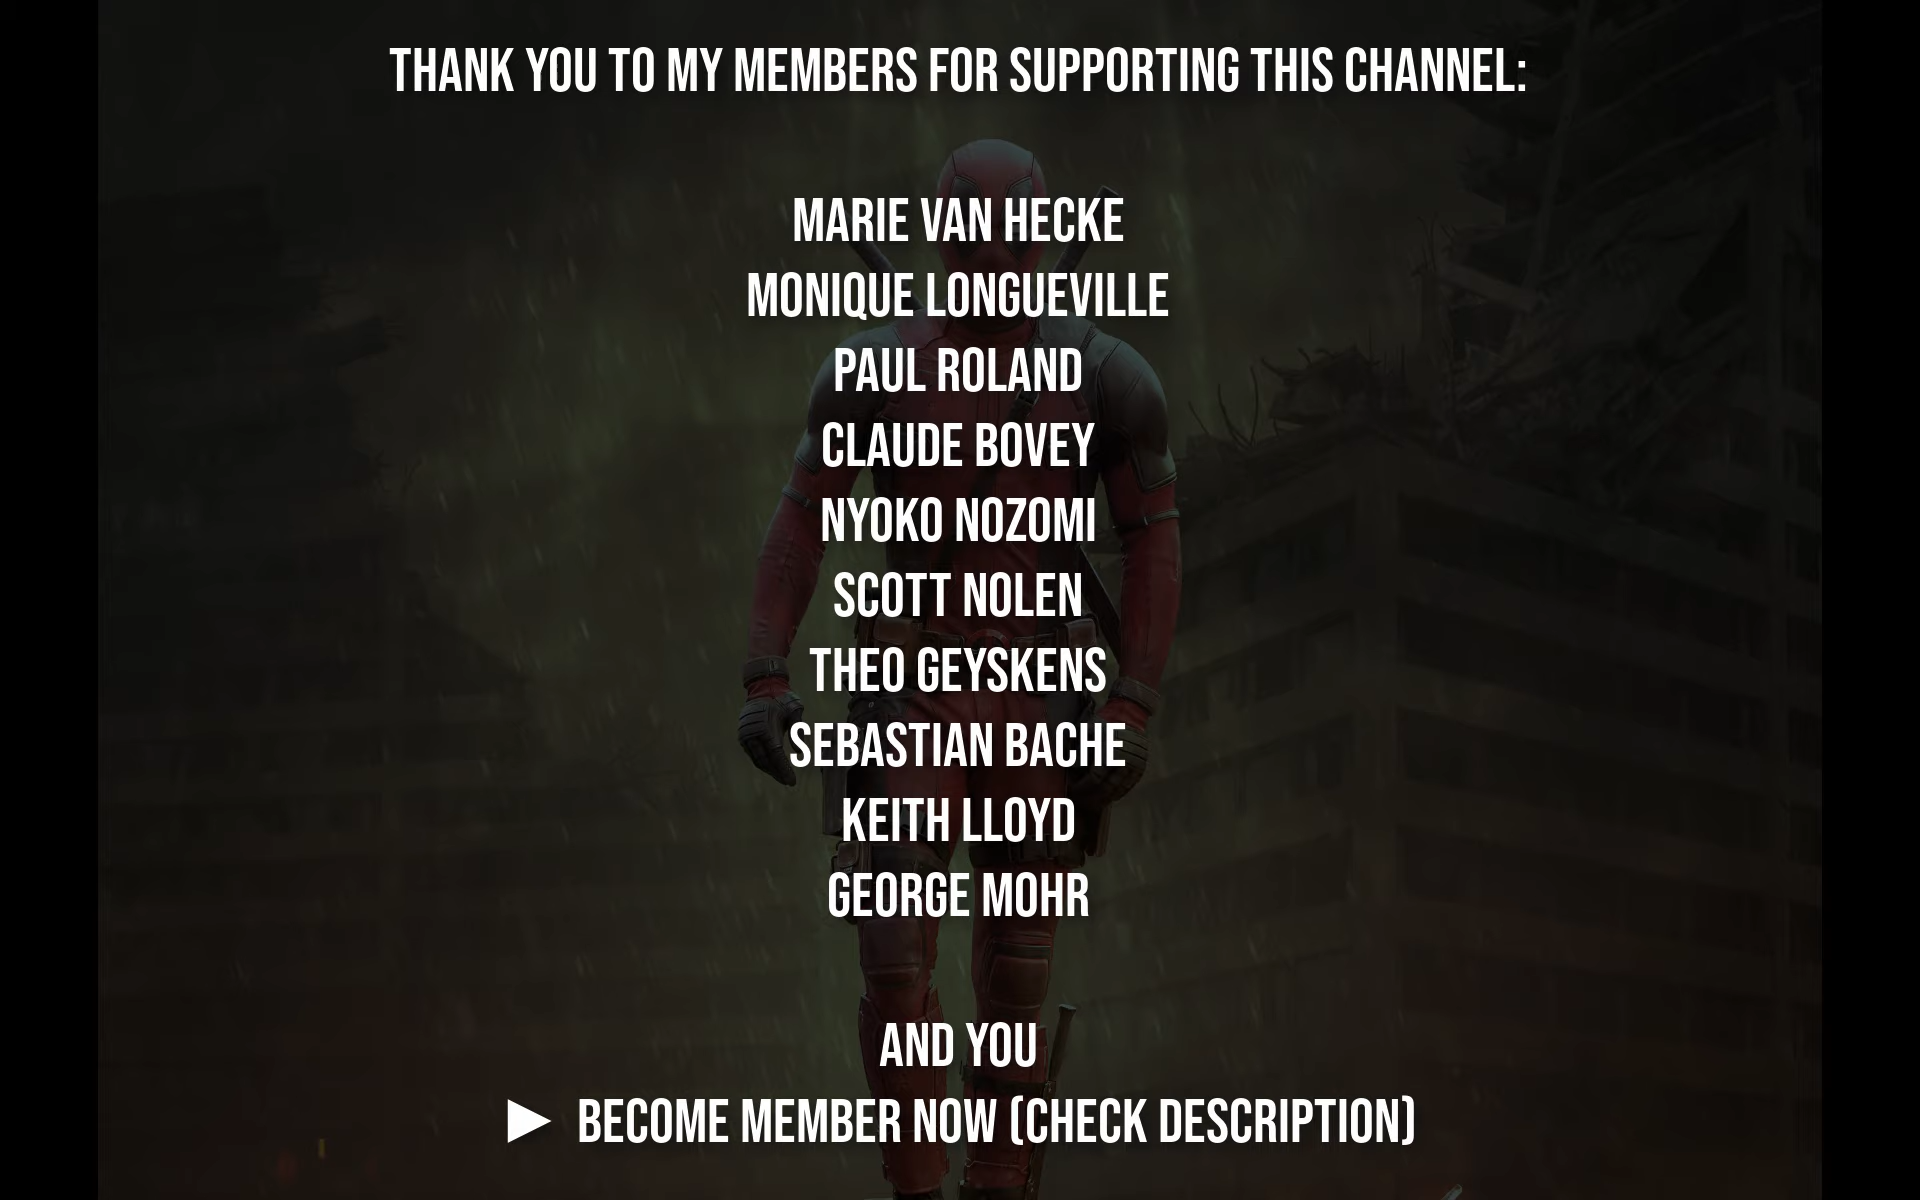 THANK YOU TO MY MEMBERS FOR SUPPORTING THIS CHANNEL:
MARIE VAN HECKE
MONIQUE LONGUEVILLE
PAUL ROLAND
CLAUDE BOVEY
NYOKO NOZOMI
SCOTT NOLEN
THEO GEYSKENS
SEBASTIAN BACHE
KEITH LLOYD
GEORGE MOHR
AND YOU
► BECOME MEMBER NOW (CHECK DESCRIPTION)